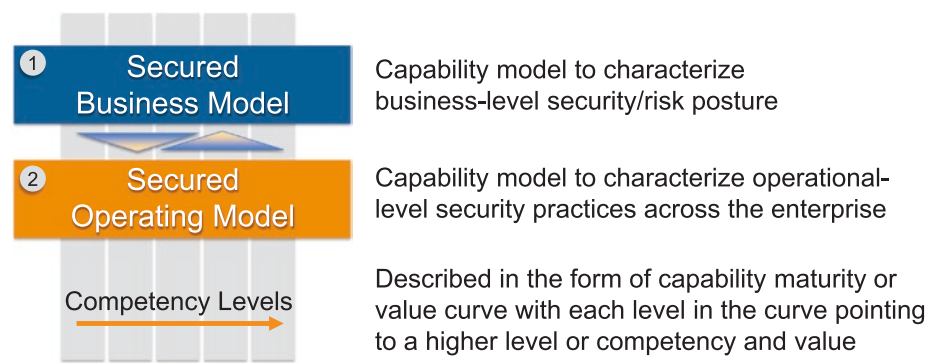 1
Secured
Business Model
Capability model to characterize
business-level security/risk posture
2
Secured
Operating Model
Capability model to characterize operational-
level security practices across the enterprise
Competency Levels
Described in the form of capability maturity or
value curve with each level in the curve pointing
to a higher level or competency and value